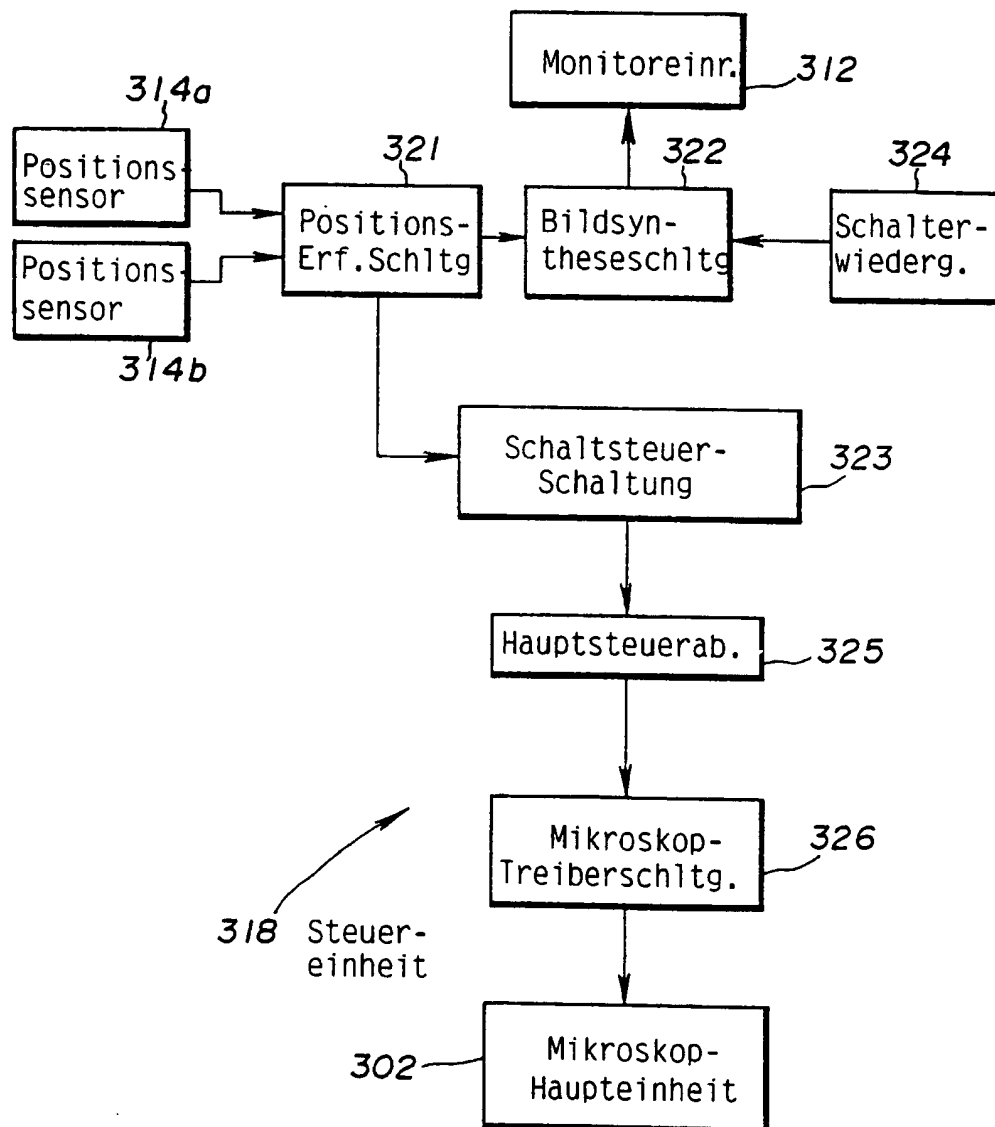 Monitoreinr.
312
314a
Positions-
sensor
321
Positions-
Erf.Schltg
322
Bildsyn-
theseschltg
324
Schalter-
wiederg.
Positions-
sensor
314b
Schaltsteuer-
Schaltung
323
Hauptsteuerab.
325
Mikroskop-
Treiberschltg.
326
318 Steuer-
einheit
302
Mikroskop-
Haupteinheit